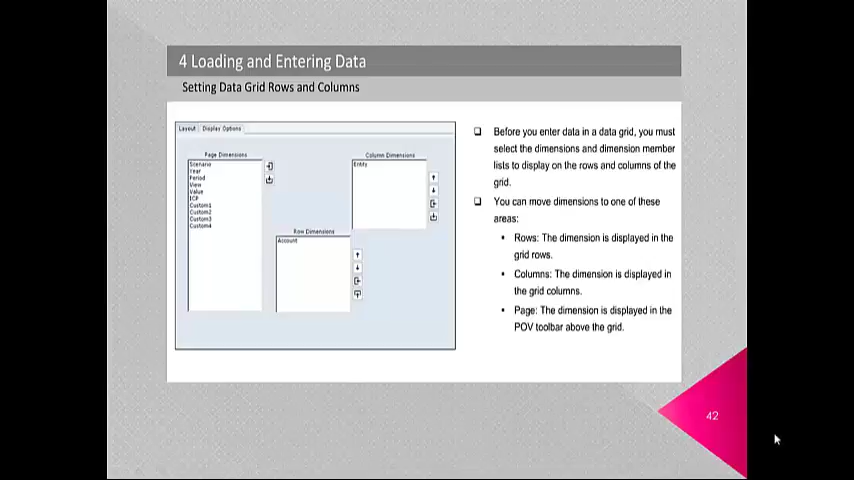 4 Loading and Entering Data
Setting Data Grid Rows and Columns
Layout Display Options
Page Dimensions
Scenario
Year
Period
View
Value
ICP
Custom1
Custom2
Custom3
Custom4
Column Dimensions
Entity
Row Dimensions
Account
Before you enter data in a data grid, you must
select the dimensions and dimension member
lists to display on the rows and columns of the
grid.
You can move dimensions to one of these
areas:
• Rows: The dimension is displayed in the
grid rows.
• Columns: The dimension is displayed in
the grid columns.
• Page: The dimension is displayed in the
POV toolbar above the grid.
42